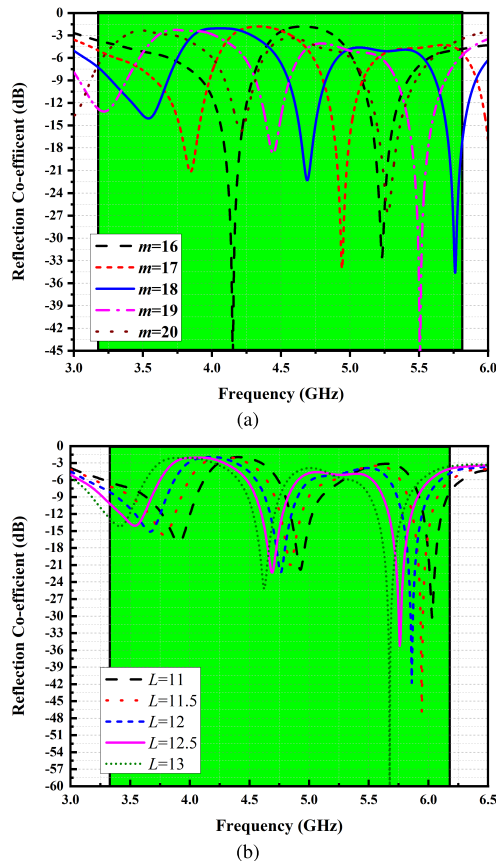 0
-3
-6
-9
-12
-15
-18
-21
-24
-27
-30
-33
-36
-39
-42
-45
Reflection Co-effiicent (dB)
m=16
m=17
m=18
m=19
m=20
3.0 3.5 4.0 4.5 5.0 5.5 6.0
Frequency (GHz)
(a)
0
-3
-6
-9
-12
-15
-18
-21
-24
-27
-30
-33
-36
-39
-42
-45
-48
-51
-54
-57
-60
Reflection Co-efficient (dB)
L=11
L=11.5
L=12
L=12.5
L=13
3.0 3.5 4.0 4.5 5.0 5.5 6.0 6.5
Frequency (GHz)
(b)